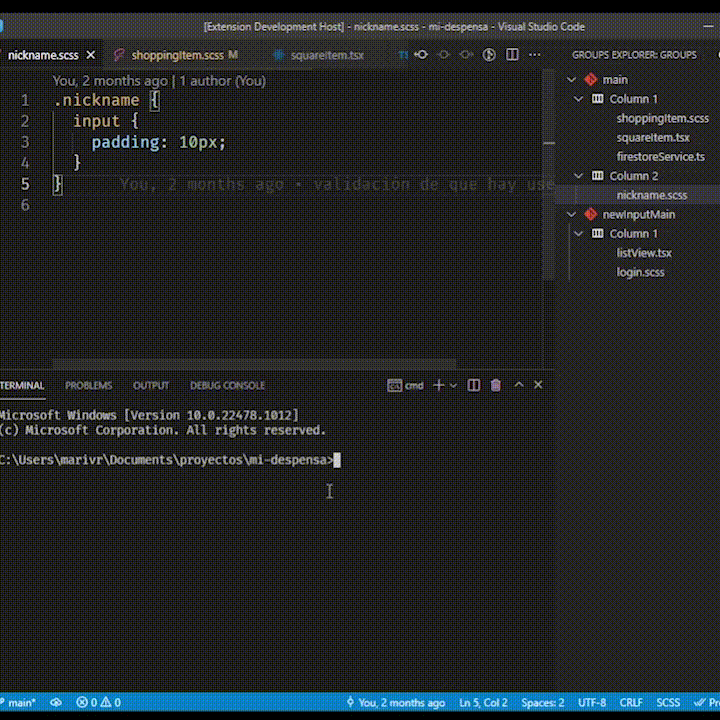 [Extension Development Host] - nickname.scss - mi-despensa - Visual Studio Code
nickname.scss
shoppingItem.scss M
squareItem.tsx
TS
You, 2 months ago | 1 author (You)
1 .nickname {
2 input {
3 padding: 10px;
4 }
5 } You, 2 months ago • validación de que hay use
6
GROUPS EXPLORER: GROUPS
main
Column 1
shoppingItem.scss
squareItem.tsx
firestoreService.ts
Column 2
nickname.scss
newInputMain
Column 1
listView.tsx
login.scss
TERMINAL PROBLEMS OUTPUT DEBUG CONSOLE cmd
Microsoft Windows [Version 10.0.22478.1012]
(c) Microsoft Corporation. All rights reserved.
C:\Users\marivr\Documents\proyectos\mi-despensa>
main* 0 0 You, 2 months ago Ln 5, Col 2 Spaces: 2 UTF-8 CRLF SCSS Pr